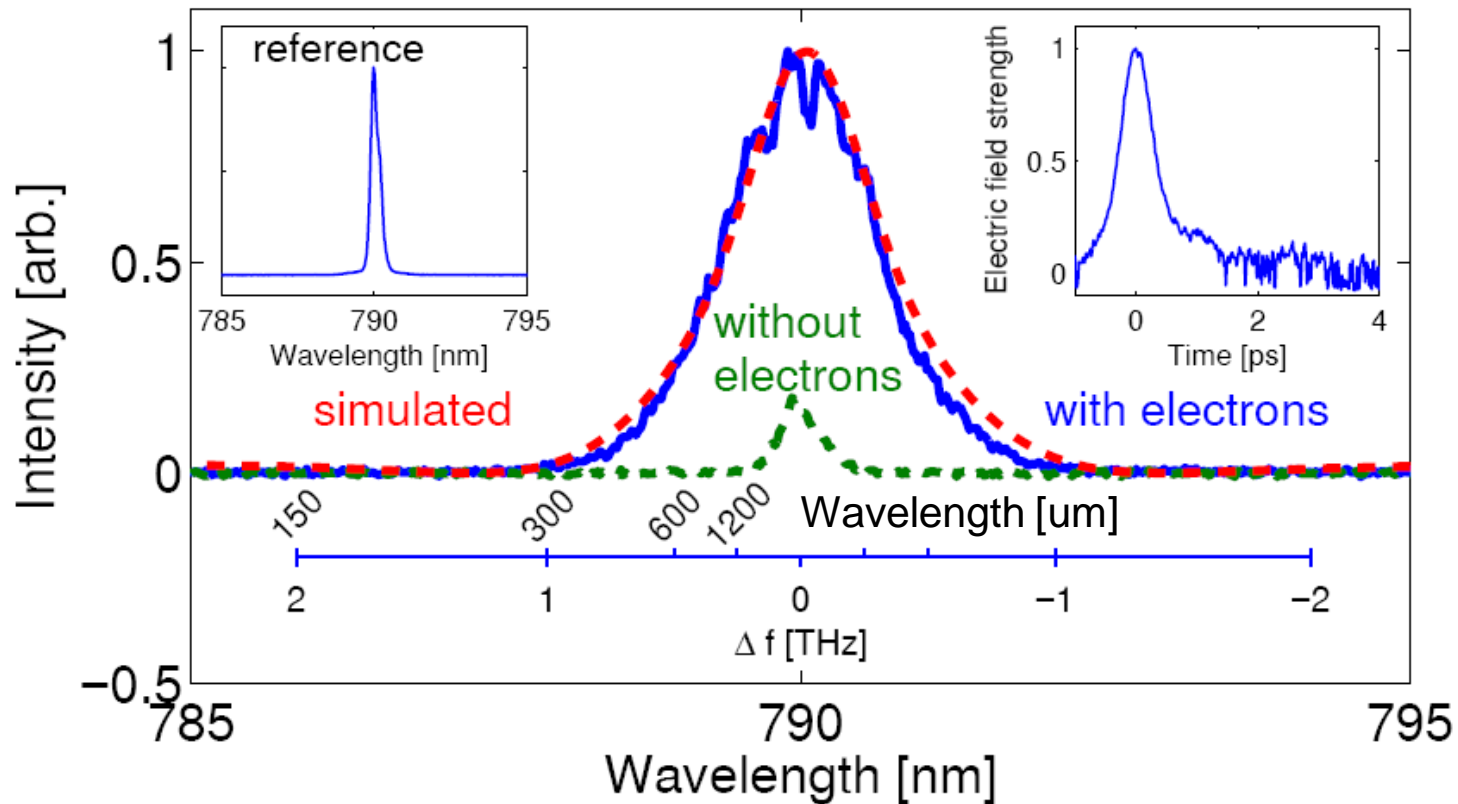 reference
1
0.5
0
−0.5
Intensity [arb.]
785
790
795
Wavelength [nm]
Electric field strength
1
0.5
0
0
2
4
Time [ps]
without
electrons
simulated
with electrons
150
300
600
1200
Wavelength [um]
2
1
0
−1
−2
Δ f [THz]
785
790
795
Wavelength [nm]